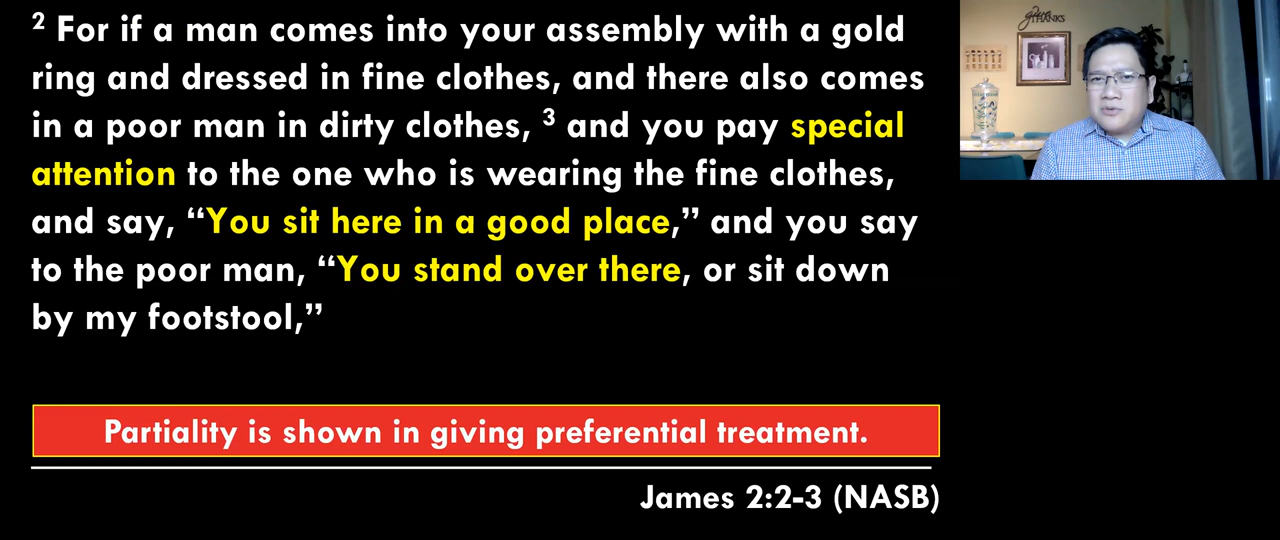 ² For if a man comes into your assembly with a gold
ring and dressed in fine clothes, and there also comes
in a poor man in dirty clothes, ³ and you pay special
attention to the one who is wearing the fine clothes,
and say, “You sit here in a good place,” and you say
to the poor man, “You stand over there, or sit down
by my footstool,”
Partiality is shown in giving preferential treatment.
James 2:2-3 (NASB)
give THANKS